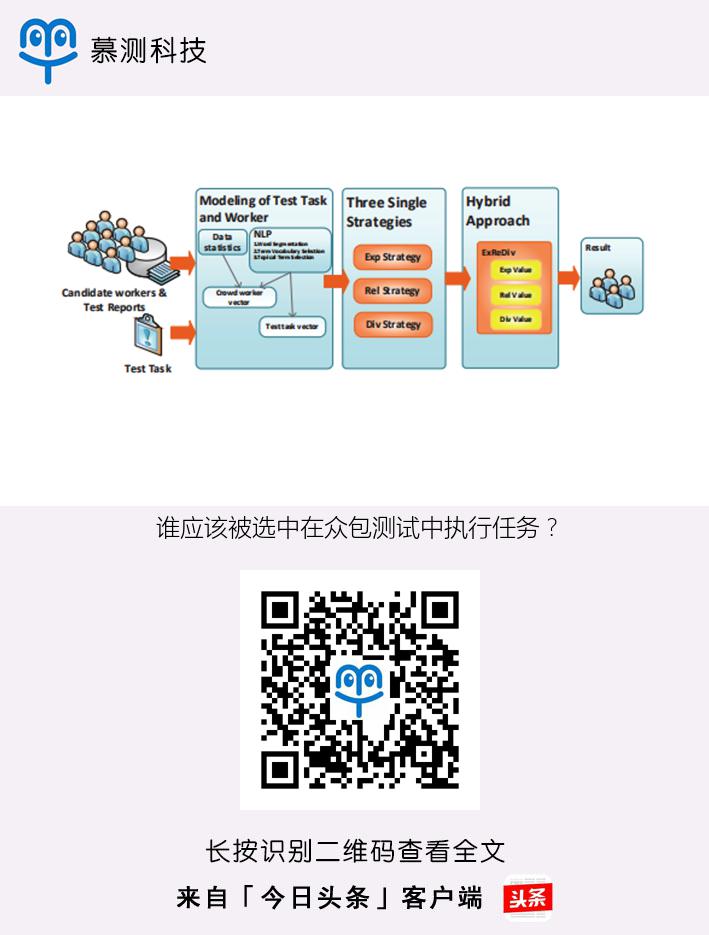 慕测科技
Modeling of Test Task
and Worker
Data
statistics
NLP
1.Word Segmentation
2.Term Vocabulary Selection
3.Topical Term Selection
Crowd worker
vector
Test task vector
Three Single
Strategies
Exp Strategy
Rel Strategy
Div Strategy
Hybrid
Approach
ExReDiv
Exp Value
Rel Value
Div Value
Result
Candidate workers &
Test Reports
Test Task
谁应该被选中在众包测试中执行任务？
长按识别二维码查看全文
来自「今日头条」客户端
头条